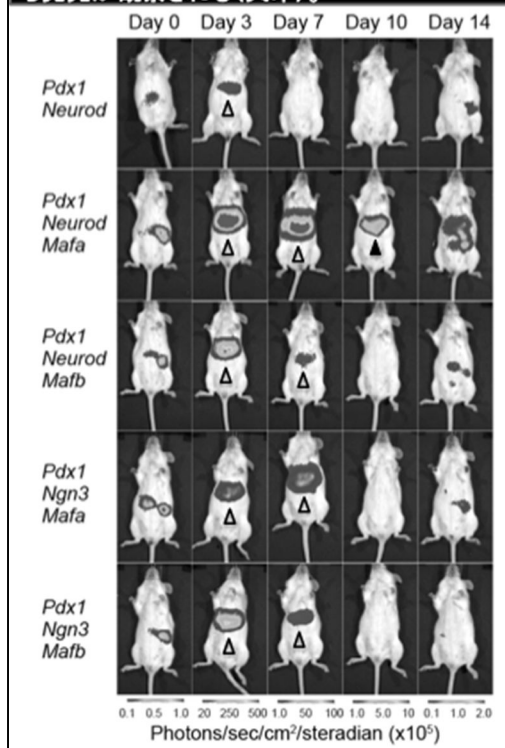 Day 0 Day 3 Day 7 Day 10 Day 14
Pdx1
Neurod
Pdx1
Neurod
Mafa
Pdx1
Neurod
Mafb
Pdx1
Ngn3
Mafa
Pdx1
Ngn3
Mafb
0.1 0.5 1.0 20 250 500 1.0 50 100 1.0 5.0 10 0.1 1.0 2.0
Photons/sec/cm²/steradian (x10⁵)